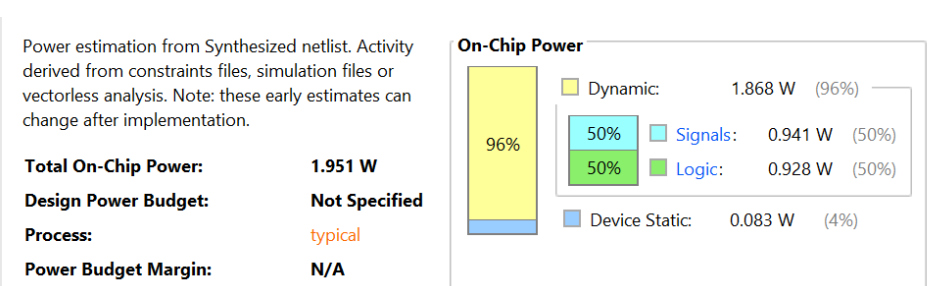 Power estimation from Synthesized netlist. Activity
derived from constraints files, simulation files or
vectorless analysis. Note: these early estimates can
change after implementation.
Total On-Chip Power: 1.951 W
Design Power Budget: Not Specified
Process: typical
Power Budget Margin: N/A
On-Chip Power
96%
Dynamic: 1.868 W (96%)
50% Signals: 0.941 W (50%)
50% Logic: 0.928 W (50%)
Device Static: 0.083 W (4%)